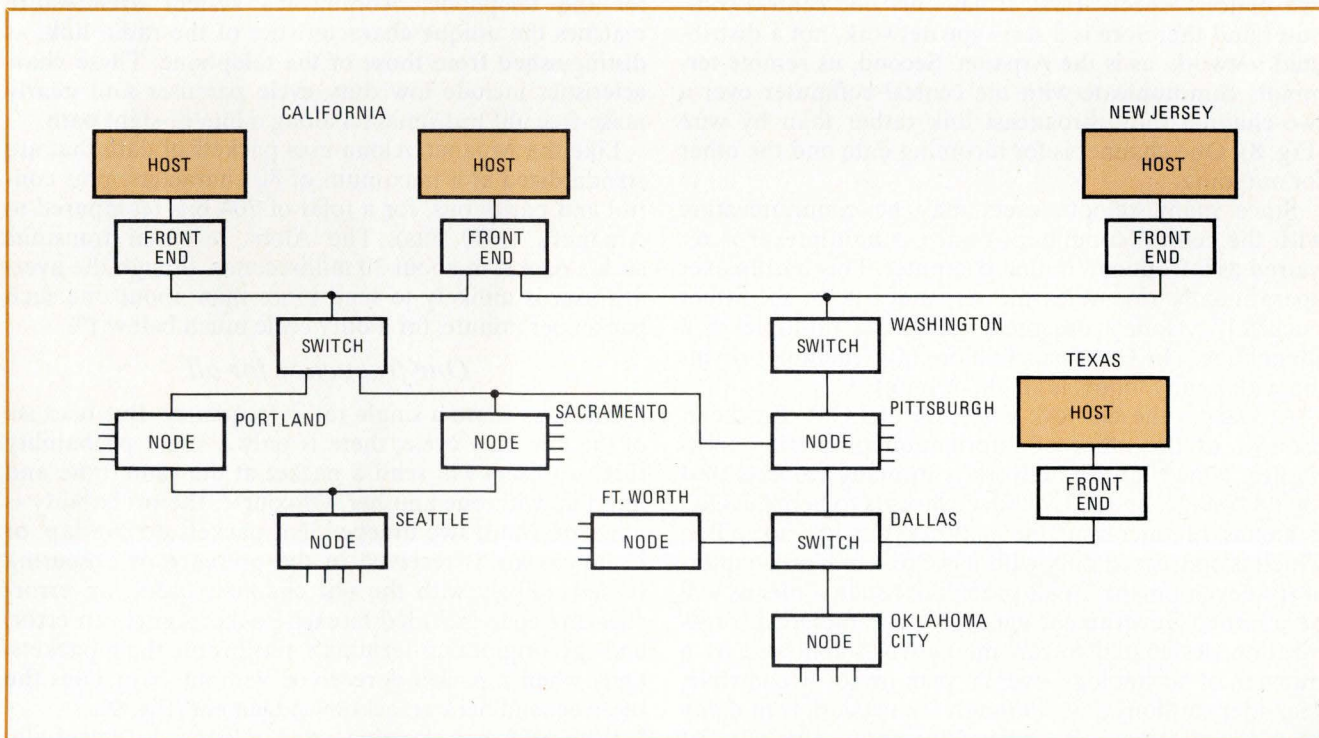 CALIFORNIA
NEW JERSEY
HOST
HOST
HOST
FRONT
END
FRONT
END
FRONT
END
SWITCH
SWITCH
WASHINGTON
TEXAS
HOST
NODE
PORTLAND
NODE
SACRAMENTO
NODE
PITTSBURGH
FRONT
END
NODE
SEATTLE
FT. WORTH
NODE
DALLAS
SWITCH
NODE
OKLAHOMA
CITY